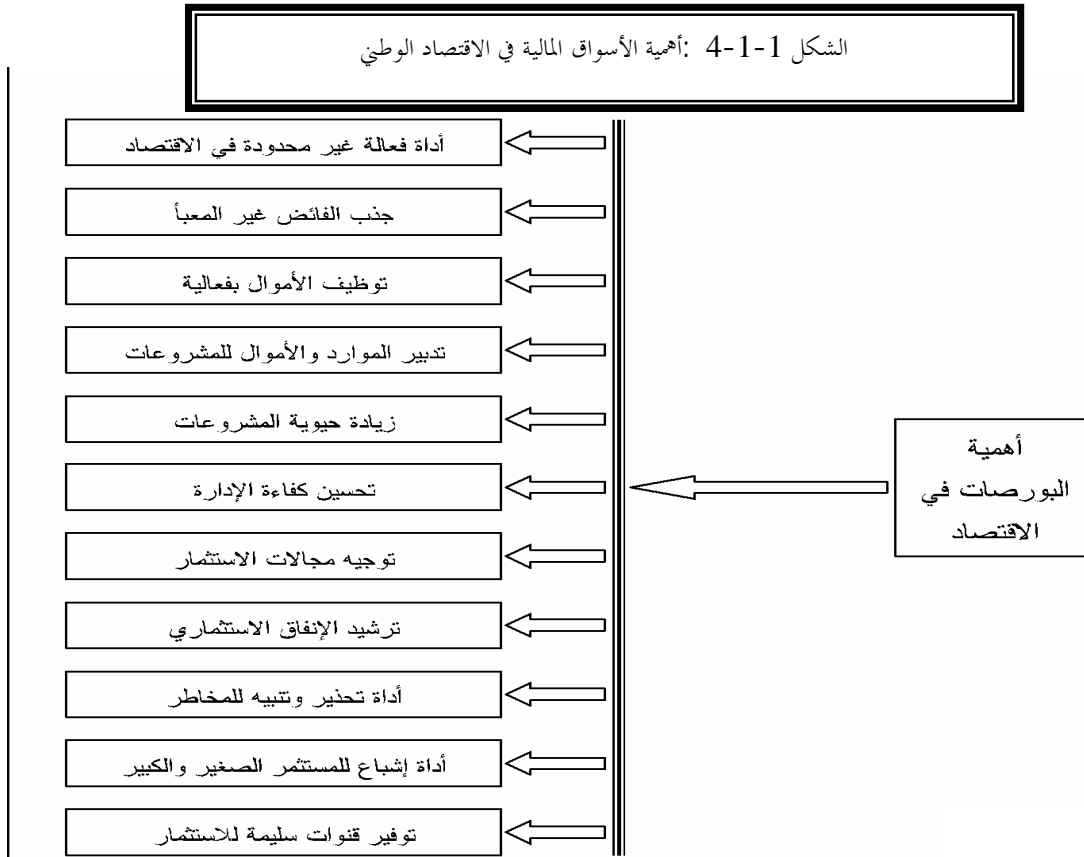 الشكل 1-1-4 :أهمية الأسواق المالية في الاقتصاد الوطني
أهمية
البورصات في
الاقتصاد
أداة فعالة غير محدودة في الاقتصاد
جذب الفائض غير المعبأ
توظيف الأموال بفعالية
تدبير الموارد والأموال للمشروعات
زيادة حيوية المشروعات
تحسين كفاءة الإدارة
توجيه مجالات الاستثمار
ترشيد الإنفاق الاستثماري
أداة تحذير وتنبيه للمخاطر
أداة إشباع للمستثمر الصغير والكبير
توفير قنوات سليمة للاستثمار